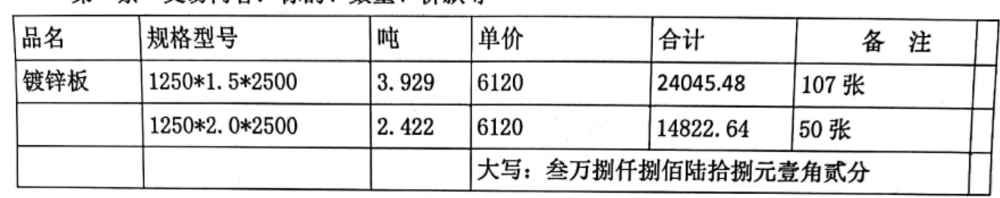 品名 规格型号 吨 单价 合计 备 注
镀锌板 1250*1.5*2500 3.929 6120 24045.48 107 张
1250*2.0*2500 2.422 6120 14822.64 50 张
大写：叁万捌仟捌佰陆拾捌元壹角贰分